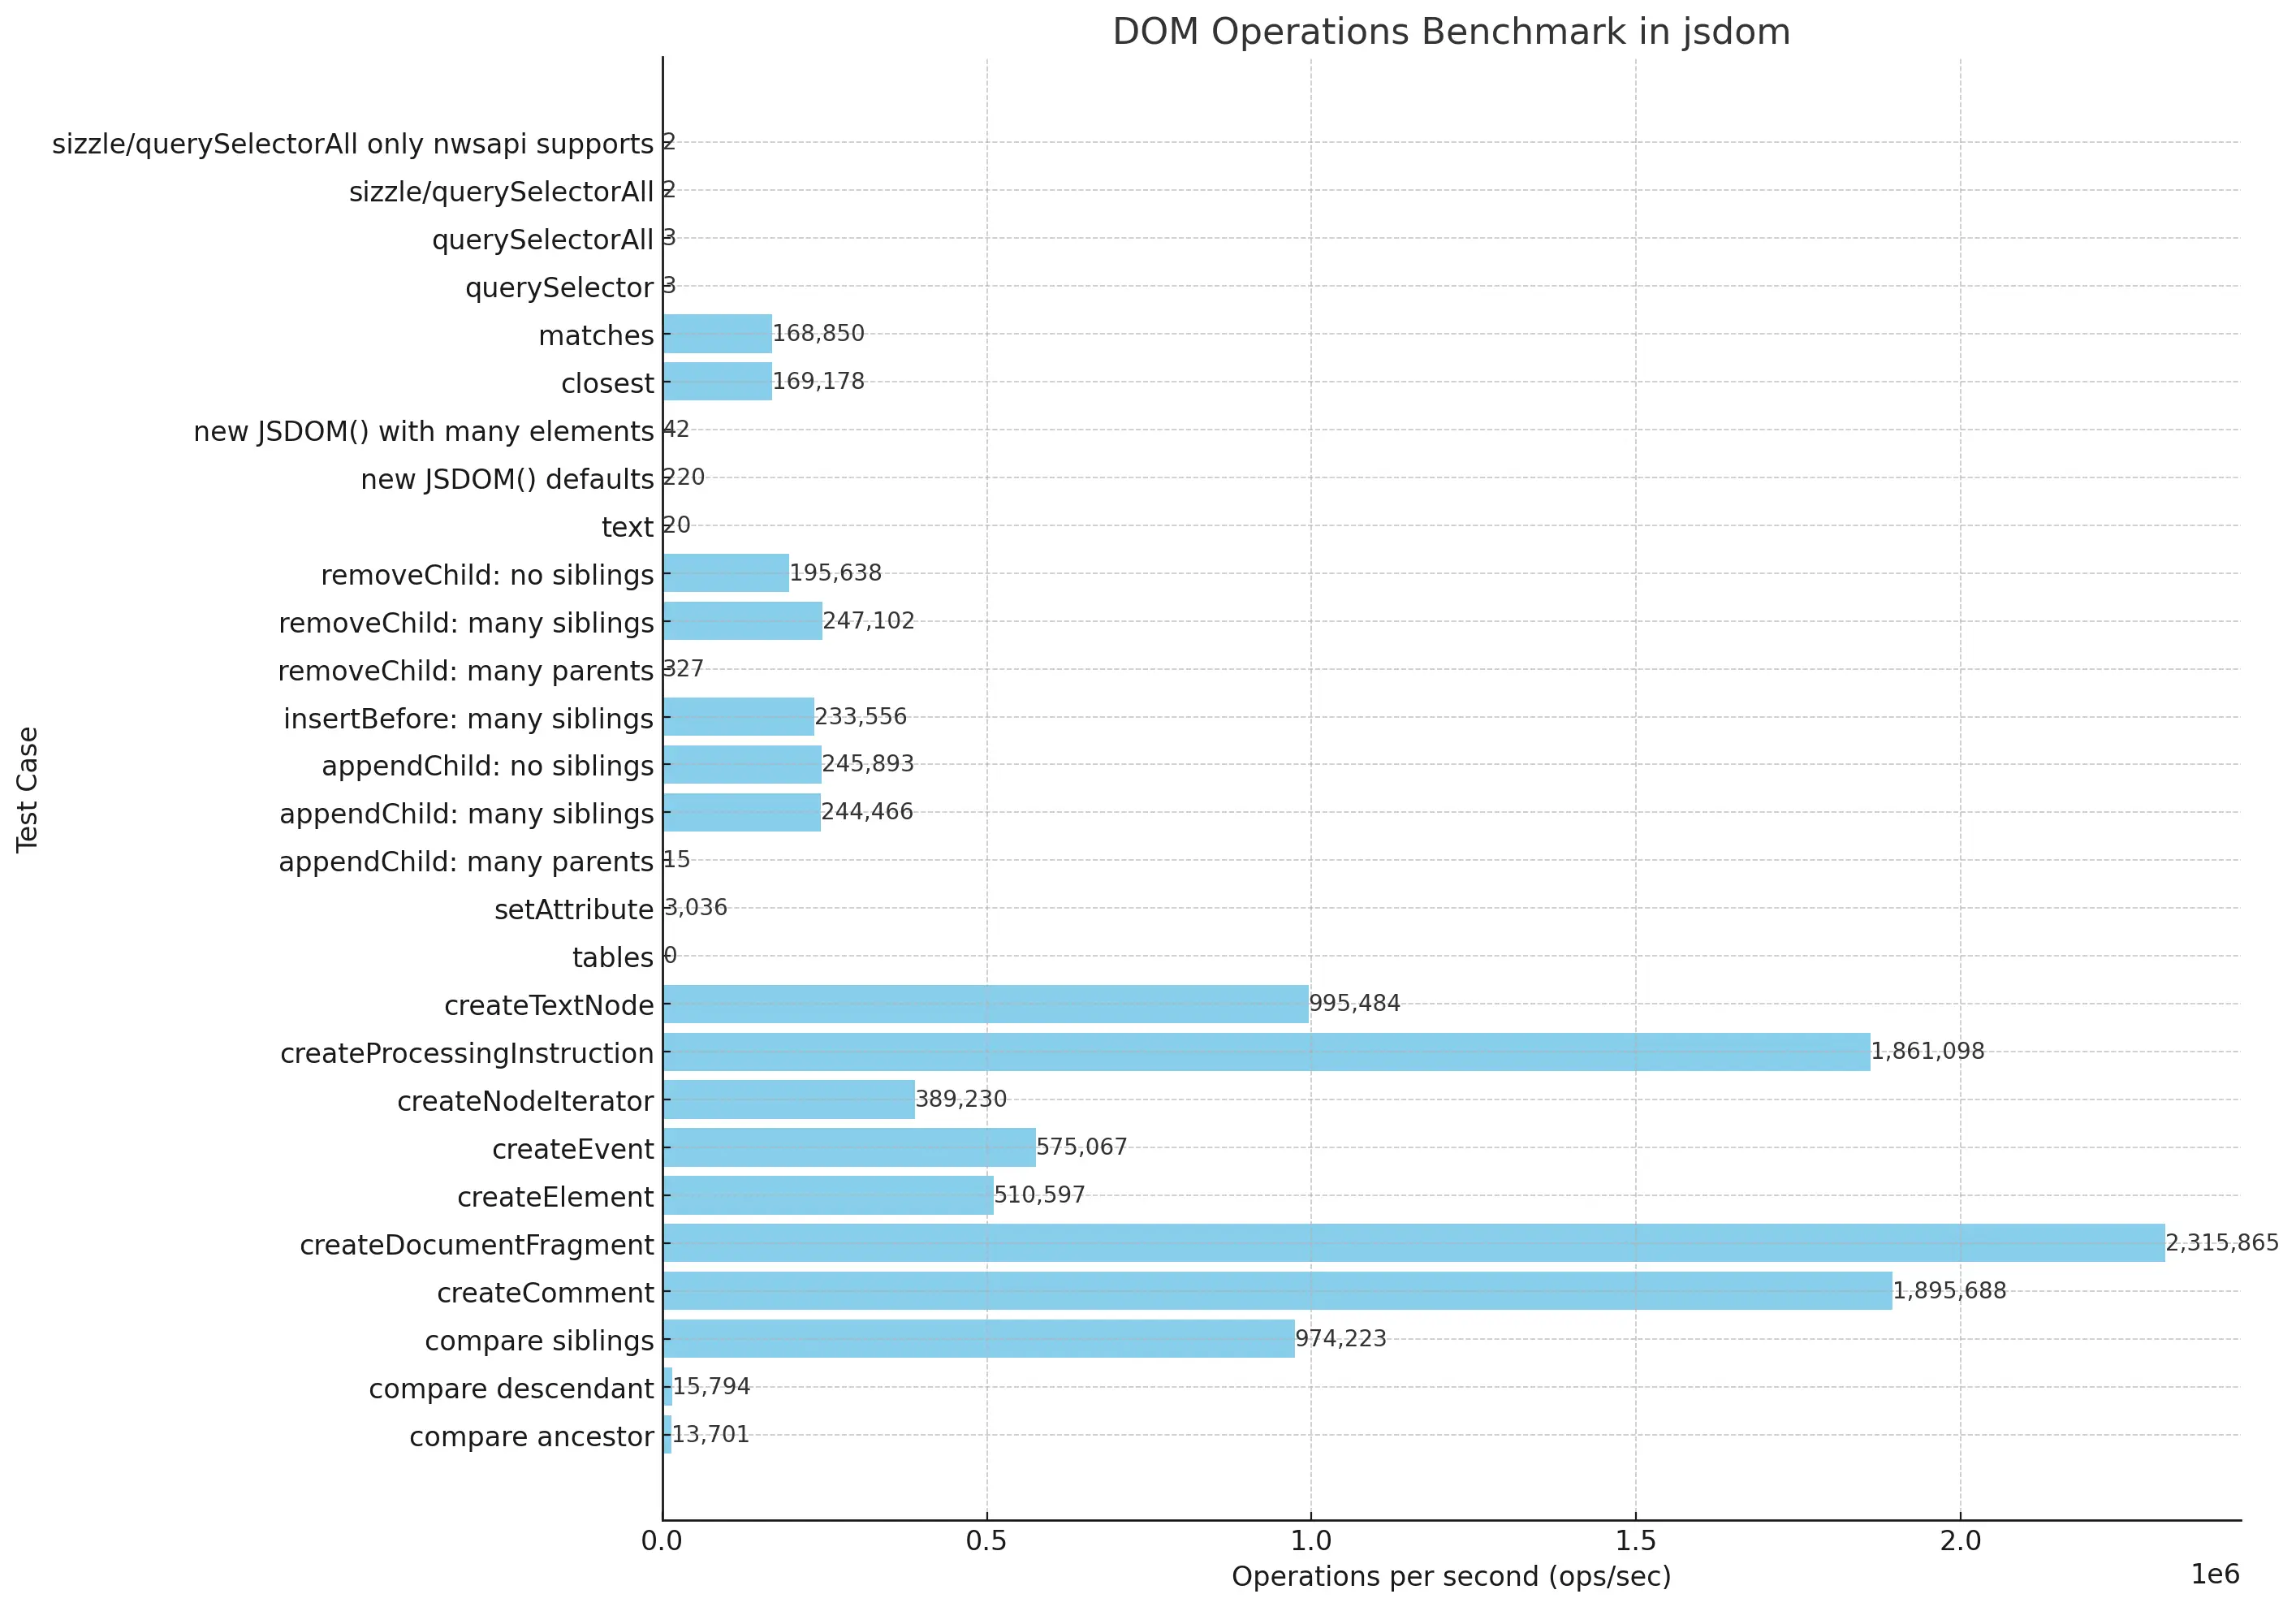 DOM Operations Benchmark in jsdom
sizzle/querySelectorAll only nwsapi supports 2
sizzle/querySelectorAll 2
querySelectorAll 3
querySelector 3
matches 168,850
closest 169,178
new JSDOM() with many elements 42
new JSDOM() defaults 220
text 20
removeChild: no siblings 195,638
removeChild: many siblings 247,102
removeChild: many parents 327
insertBefore: many siblings 233,556
appendChild: no siblings 245,893
appendChild: many siblings 244,466
appendChild: many parents 15
setAttribute 3,036
tables 0
createTextNode 995,484
createProcessingInstruction 1,861,098
createNodeIterator 389,230
createEvent 575,067
createElement 510,597
createDocumentFragment 2,315,865
createComment 1,895,688
compare siblings 974,223
compare descendant 15,794
compare ancestor 13,701
Test Case
0.0 0.5 1.0 1.5 2.0
1e6
Operations per second (ops/sec)